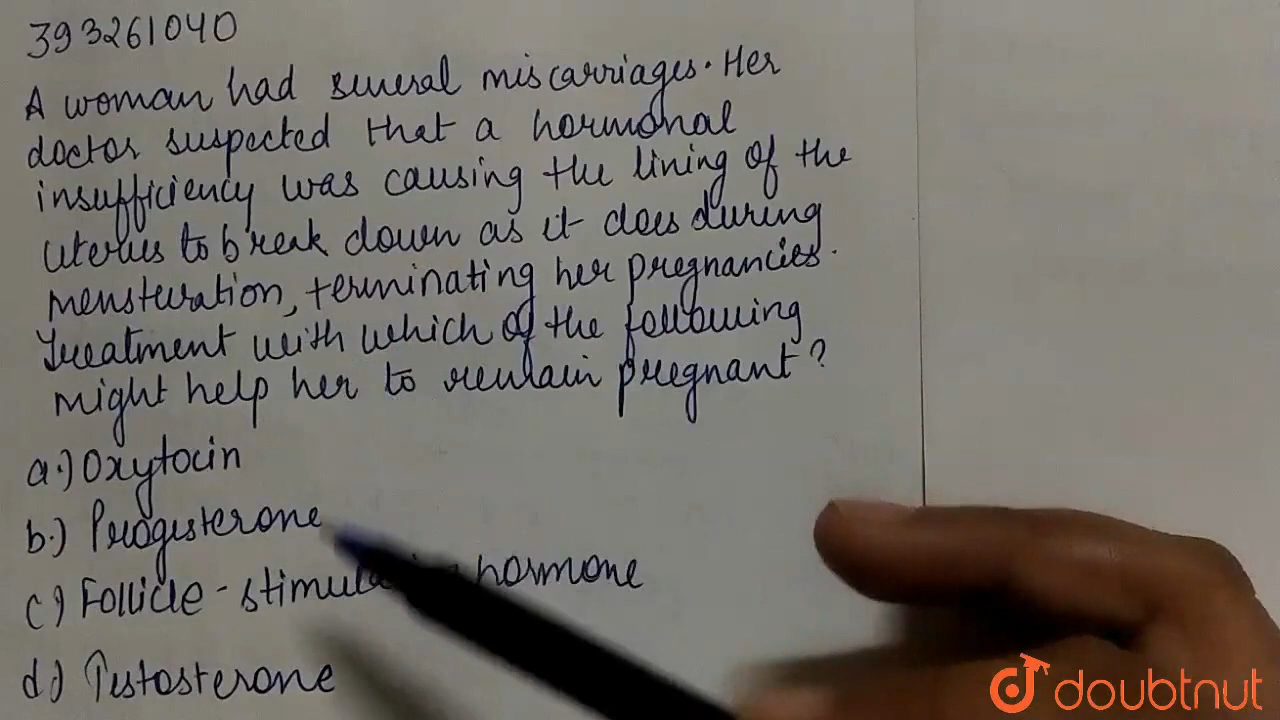 393261040
A woman had several miscarriages. Her
doctor suspected that a hormonal
insufficiency was causing the lining of the
uterus to break down as it does during
mensturation, terminating her pregnancies.
Treatment with which of the following
might help her to remain pregnant?
a.) Oxytocin
b.) Progesterone
c) Follicle - hormone
d) Testosterone
doubtnut